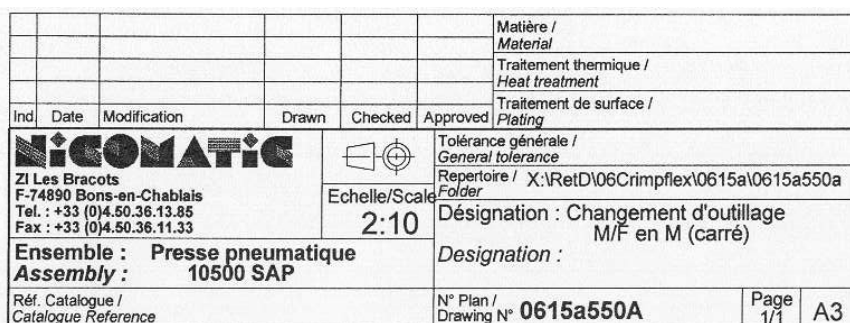 Matière /
Material
Traitement thermique /
Heat treatment
Traitement de surface /
Plating
Ind. Date Modification Drawn Checked Approved
NiCOMATiC
ZI Les Bracots
F-74890 Bons-en-Chablais
Tel. : +33 (0)4.50.36.13.85
Fax : +33 (0)4.50.36.11.33
Echelle/Scale
2:10
Tolérance générale /
General tolerance
Repertoire / X:\RetD\06Crimpflex\0615a\0615a550a
Folder
Désignation : Changement d'outillage
M/F en M (carré)
Designation :
Ensemble : Presse pneumatique
Assembly : 10500 SAP
Réf. Catalogue /
Catalogue Reference
N° Plan /
Drawing N° 0615a550A
Page
1/1
A3